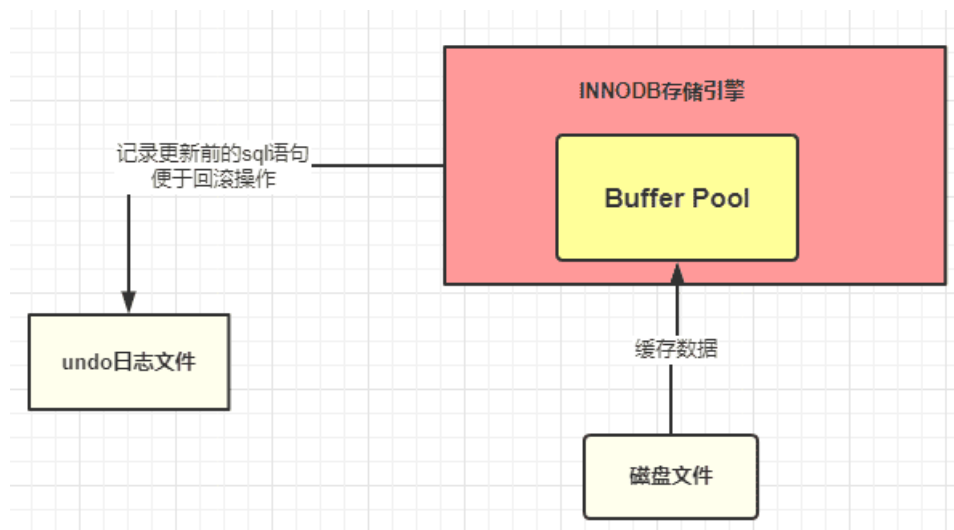 INNODB存储引擎
记录更新前的sql语句
便于回滚操作
Buffer Pool
undo日志文件
缓存数据
磁盘文件